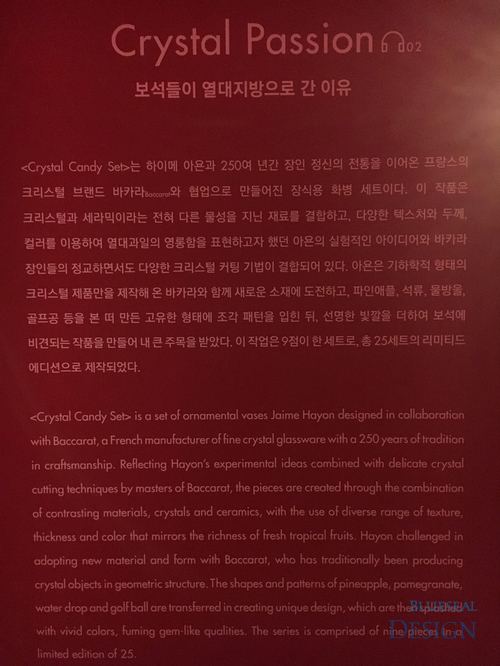 Crystal Passion 02
보석들이 열대지방으로 간 이유
<Crystal Candy Set>는 하이메 아욘과 250여 년간 장인 정신의 전통을 이어온 프랑스의
크리스털 브랜드 바카라Baccarat와 협업으로 만들어진 장식용 화병 세트이다. 이 작품은
크리스털과 세라믹이라는 전혀 다른 물성을 지닌 재료를 결합하고, 다양한 텍스처와 두께,
컬러를 이용하여 열대과일의 영롱함을 표현하고자 했던 아욘의 실험적인 아이디어와 바카라
장인들의 정교하면서도 다양한 크리스털 커팅 기법이 결합되어 있다. 아욘은 기하학적 형태의
크리스털 제품만을 제작해 온 바카라와 함께 새로운 소재에 도전하고, 파인애플, 석류, 물방울,
골프공 등을 본 떠 만든 고유한 형태에 조각 패턴을 입힌 뒤, 선명한 빛깔을 더하여 보석에
비견되는 작품을 만들어 내 큰 주목을 받았다. 이 작업은 9점이 한 세트로, 총 25세트의 리미티드
에디션으로 제작되었다.
<Crystal Candy Set> is a set of ornamental vases Jaime Hayon designed in collaboration
with Baccarat, a French manufacturer of fine crystal glassware with a 250 years of tradition
in craftsmanship. Reflecting Hayon's experimental ideas combined with delicate crystal
cutting techniques by masters of Baccarat, the pieces are created through the combination
of contrasting materials, crystals and ceramics, with the use of diverse range of texture,
thickness and color that mirrors the richness of fresh tropical fruits. Hayon challenged in
adopting new material and form with Baccarat, who has traditionally been producing
crystal objects in geometric structure. The shapes and patterns of pineapple, pomegranate,
water drop and golf ball are transferred in creating unique design, which are then splashed
with vivid colors, fuming gem-like qualities. The series is comprised of nine pieces in a
limited edition of 25.
BLUESEAL
DESIGN